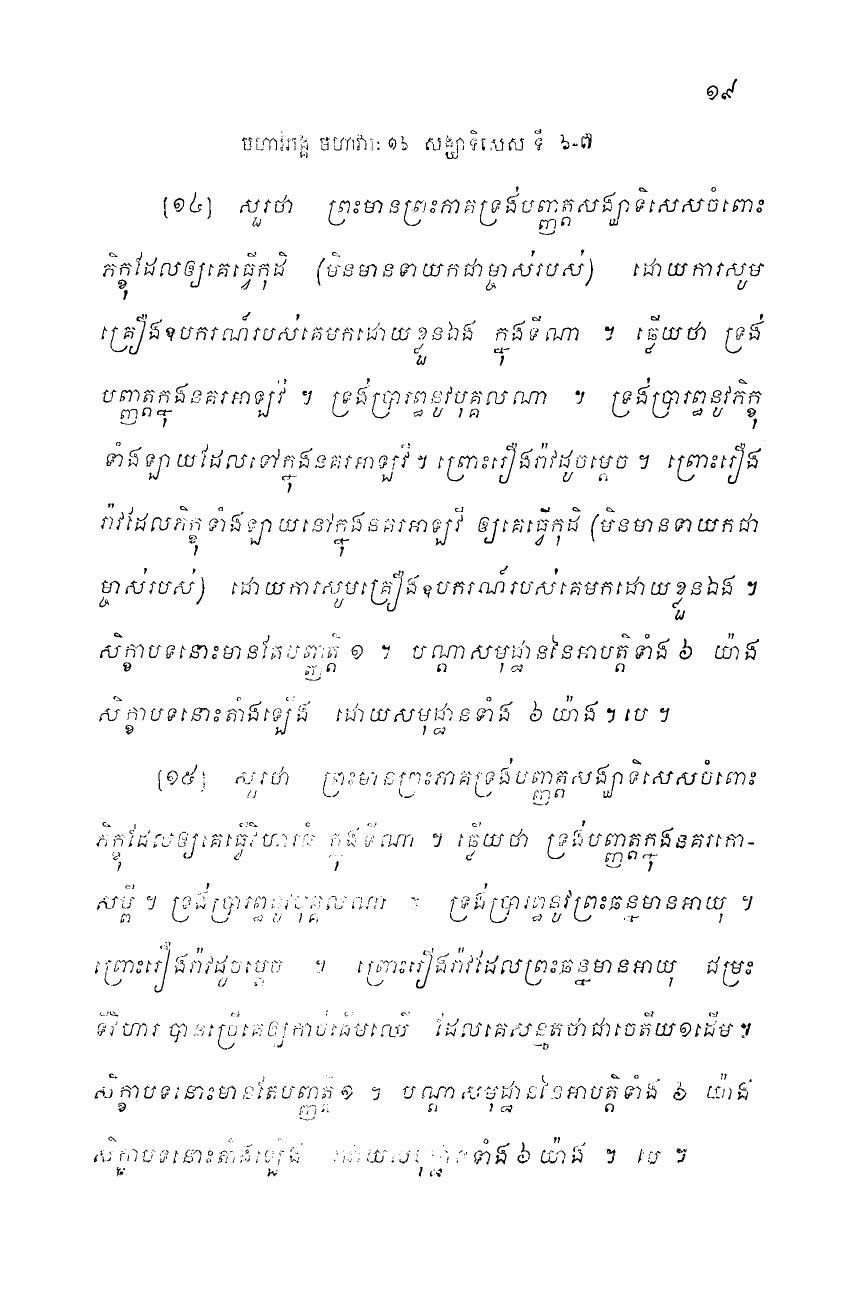 ១៩
មហាវិភង្គ មហាវារៈ ១៦ សង្ឃាទិសេស ទី ៦-៧
[១៤] សួរថា ព្រះមានព្រះភាគទ្រង់បញ្ញត្តសង្ឃាទិសេសចំពោះ
ភិក្ខុដែលឲ្យគេធ្វើកុដិ (មិនមានទាយកជាម្ចាស់របស់) ដោយការសូម
គ្រឿងឧបករណ៍របស់គេមកដោយខ្លួនឯង ក្នុងទីណា ។ ឆ្លើយថា ទ្រង់
បញ្ញត្តក្នុងនគរអាឡវី ។ ទ្រង់ប្រារព្ធនូវបុគ្គលណា ។ ទ្រង់ប្រារព្ធនូវភិក្ខុ
ទាំងឡាយដែលនៅក្នុងនគរអាឡវី ។ ព្រោះរឿងរ៉ាវដូចម្តេច ។ ព្រោះរឿង
រ៉ាវដែលភិក្ខុទាំងឡាយនៅក្នុងនគរអាឡវី ឲ្យគេធ្វើកុដិ (មិនមានទាយកជា
ម្ចាស់របស់) ដោយការសូមគ្រឿងឧបករណ៍របស់គេមកដោយខ្លួនឯង ។
សិក្ខាបទនោះមានតែបញ្ញត្តិ ១ ។ បណ្តាសមុដ្ឋាននៃអាបត្តិទាំង ៦ យ៉ាង
សិក្ខាបទនោះតាំងឡើង ដោយសមុដ្ឋានទាំង ៦ យ៉ាង ។ បេ ។
[១៥] សួរថា ព្រះមានព្រះភាគទ្រង់បញ្ញត្តសង្ឃាទិសេសចំពោះ
ភិក្ខុដែលឲ្យគេធ្វើវិហារធំ ក្នុងទីណា ។ ឆ្លើយថា ទ្រង់បញ្ញត្តក្នុងនគរកោ-
សម្ពី ។ ទ្រង់ប្រារព្ធនូវបុគ្គលណា ។ ទ្រង់ប្រារព្ធនូវព្រះឆន្នមានអាយុ ។
ព្រោះរឿងរ៉ាវដូចម្តេច ។ ព្រោះរឿងរ៉ាវដែលព្រះឆន្នមានអាយុ ជម្រះ
ទីវិហារ បានប្រើគេឲ្យកាប់ដើមឈើ ដែលគេសន្មតថាជាចេតិយ១ដើម ។
សិក្ខាបទនោះមានតែបញ្ញត្តិ ១ ។ បណ្តាសមុដ្ឋាននៃអាបត្តិទាំង ៦ យ៉ាង
សិក្ខាបទនោះតាំងឡើង ដោយសមុដ្ឋានទាំង ៦ យ៉ាង ។ បេ ។